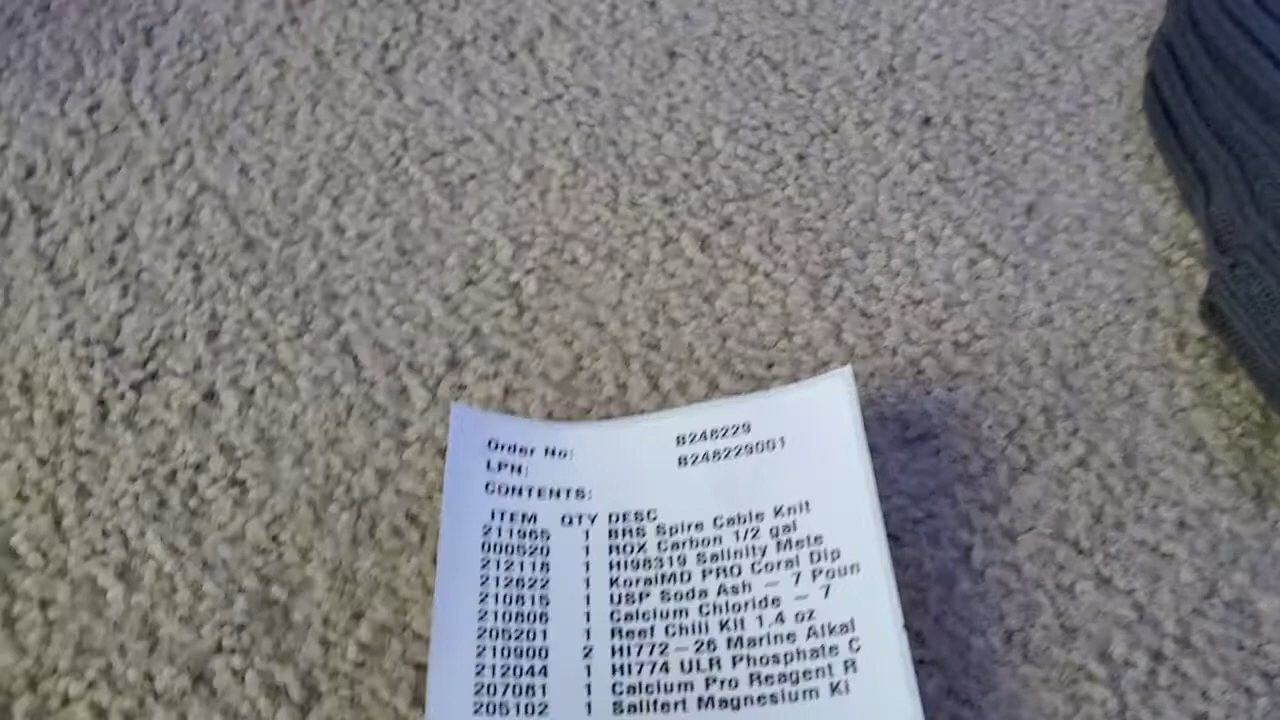 Order No: B248229
LPN: B248229001
CONTENTS:
ITEM QTY DESC
211965 1 BRS Spire Cable Knit
000520 1 ROX Carbon 1/2 gal
212118 1 HI98319 Salinity Mete
212622 1 KoralMD PRO Coral Dip
210815 1 USP Soda Ash - 7 Poun
210806 1 Calcium Chloride - 7
205201 1 Reef Chili Kit 1.4 oz
210900 2 HI772-26 Marine Alkal
212044 1 HI774 ULR Phosphate C
207081 1 Calcium Pro Reagent R
205102 1 Salifert Magnesium Ki